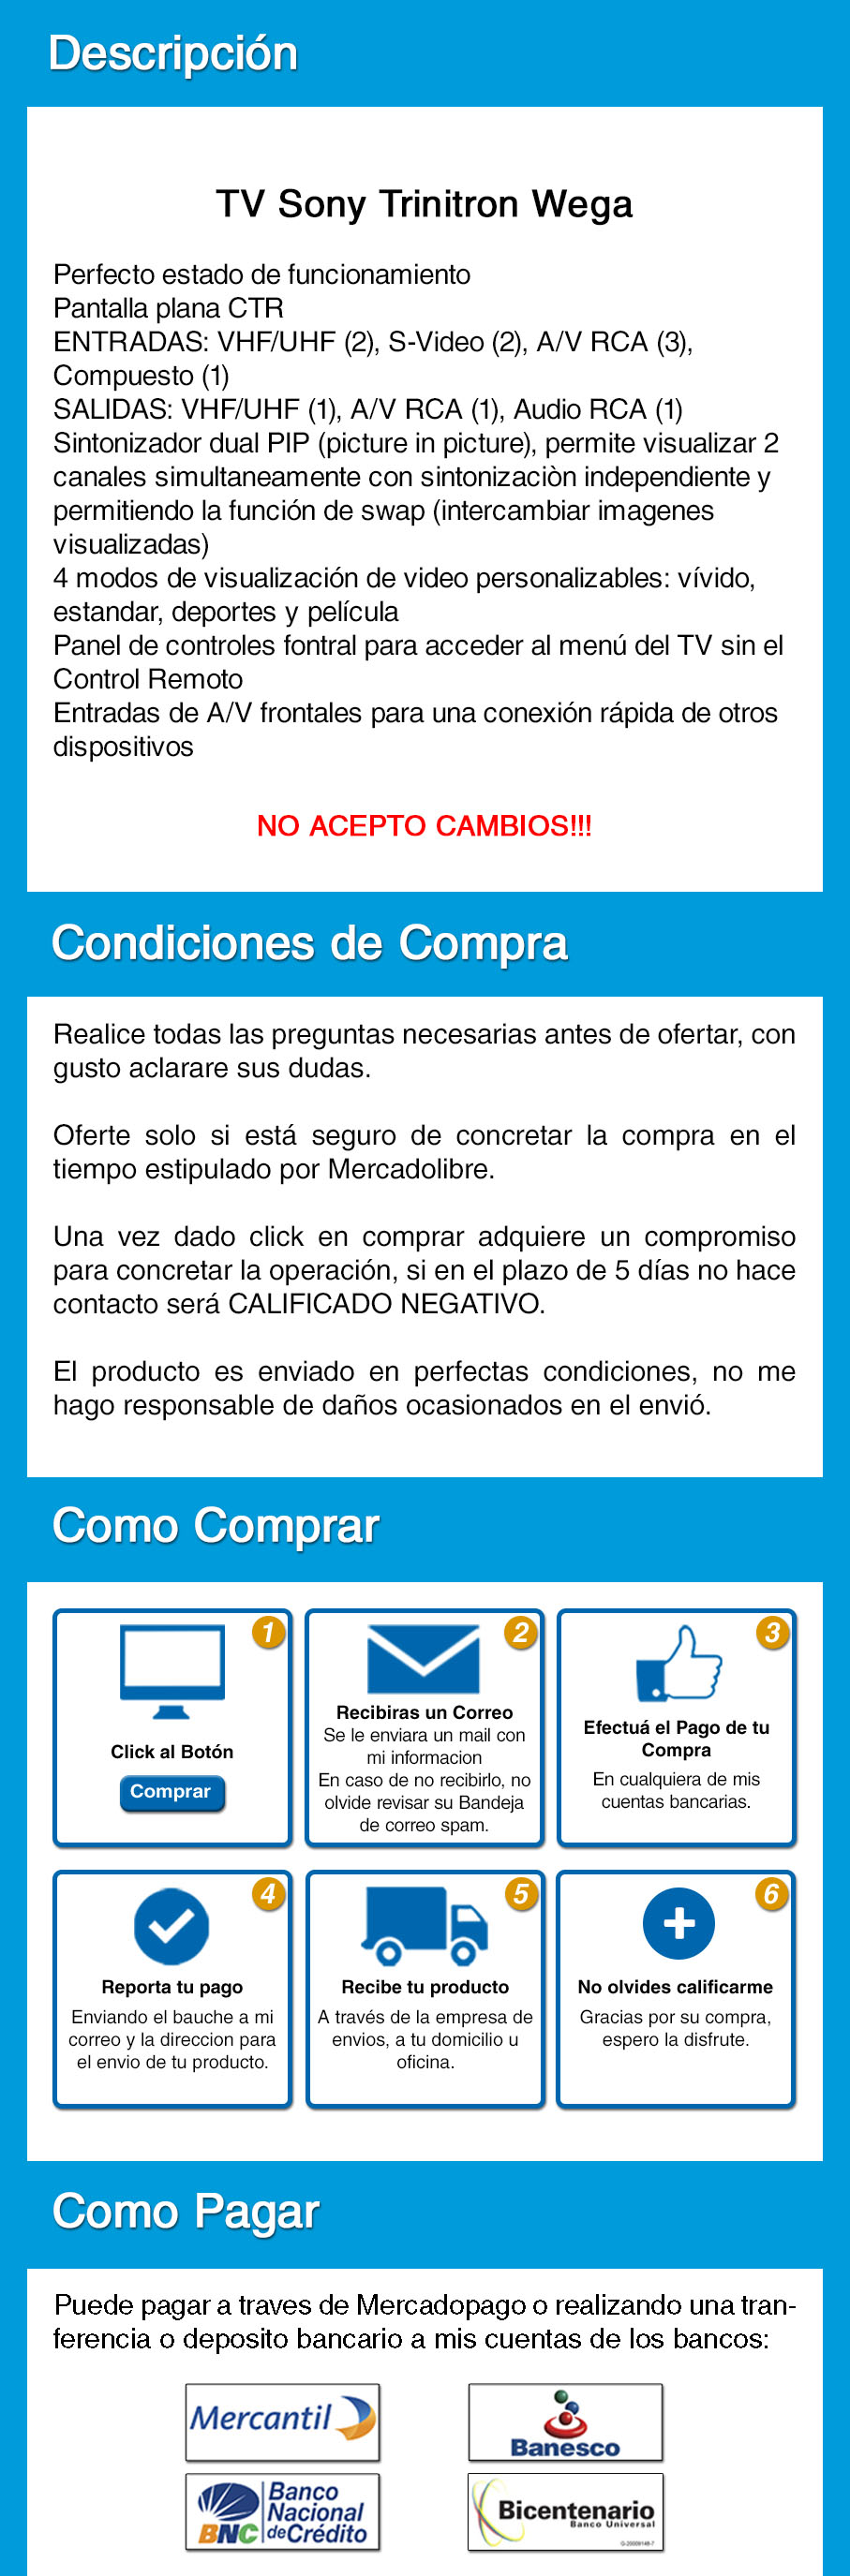 Descripción
TV Sony Trinitron Wega
Perfecto estado de funcionamiento
Pantalla plana CTR
ENTRADAS: VHF/UHF (2), S-Video (2), A/V RCA (3),
Compuesto (1)
SALIDAS: VHF/UHF (1), A/V RCA (1), Audio RCA (1)
Sintonizador dual PIP (picture in picture), permite visualizar 2
canales simultaneamente con sintonizaciòn independiente y
permitiendo la función de swap (intercambiar imagenes
visualizadas)
4 modos de visualización de video personalizables: vívido,
estandar, deportes y película
Panel de controles fontral para acceder al menú del TV sin el
Control Remoto
Entradas de A/V frontales para una conexión rápida de otros
dispositivos
NO ACEPTO CAMBIOS!!!
Condiciones de Compra
Realice todas las preguntas necesarias antes de ofertar, con
gusto aclarare sus dudas.
Oferte solo si está seguro de concretar la compra en el
tiempo estipulado por Mercadolibre.
Una vez dado click en comprar adquiere un compromiso
para concretar la operación, si en el plazo de 5 días no hace
contacto será CALIFICADO NEGATIVO.
El producto es enviado en perfectas condiciones, no me
hago responsable de daños ocasionados en el envió.
Como Comprar
1
Click al Botón
Comprar
2
Recibiras un Correo
Se le enviara un mail con
mi informacion
En caso de no recibirlo, no
olvide revisar su Bandeja
de correo spam.
3
Efectuá el Pago de tu
Compra
En cualquiera de mis
cuentas bancarias.
4
Reporta tu pago
Enviando el bauche a mi
correo y la direccion para
el envio de tu producto.
5
Recibe tu producto
A través de la empresa de
envios, a tu domicilio u
oficina.
6
No olvides calificarme
Gracias por su compra,
espero la disfrute.
Como Pagar
Puede pagar a traves de Mercadopago o realizando una tran-
ferencia o deposito bancario a mis cuentas de los bancos:
Mercantil
Banesco
BNC
Banco
Nacional
de Crédito
Bicentenario
Banco Universal